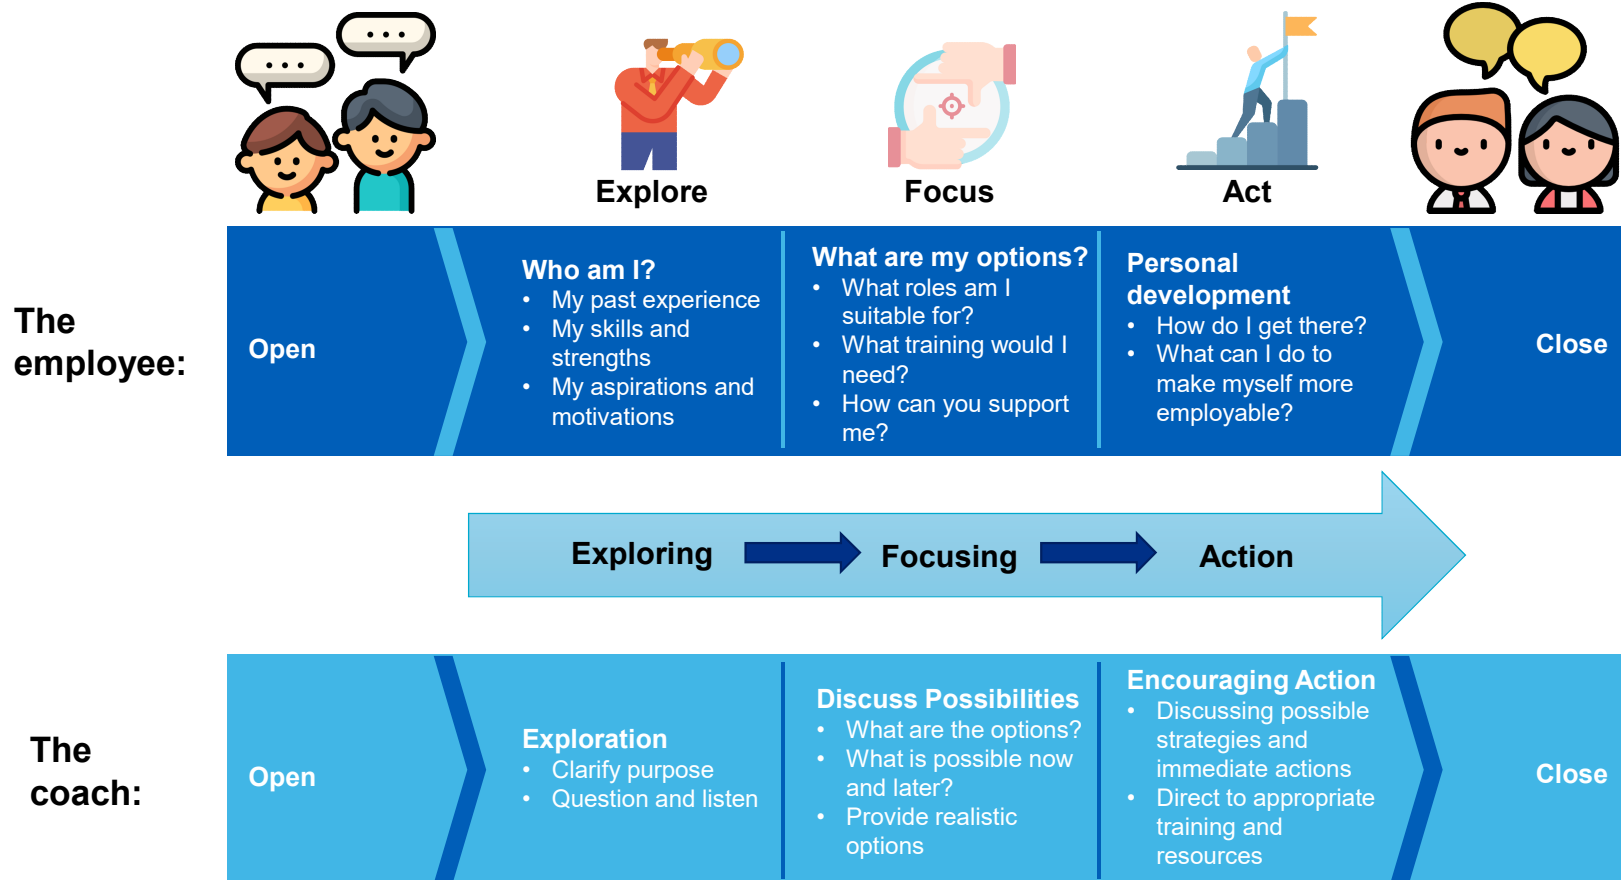 Explore
Focus
Act
The
employee:
Open
Who am I?
• My past experience
• My skills and
strengths
• My aspirations and
motivations
What are my options?
• What roles am I
suitable for?
• What training would I
need?
• How can you support
me?
Personal
development
• How do I get there?
• What can I do to
make myself more
employable?
Close
Exploring
Focusing
Action
The
coach:
Open
Exploration
• Clarify purpose
• Question and listen
Discuss Possibilities
• What are the options?
• What is possible now
and later?
• Provide realistic
options
Encouraging Action
• Discussing possible
strategies and
immediate actions
• Direct to appropriate
training and
resources
Close